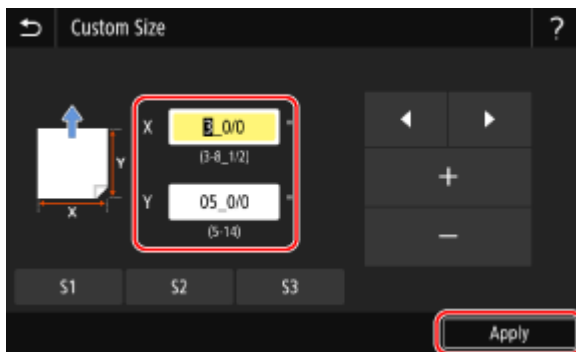 Custom Size ?
X 3_0/0 "
(3-8_1/2)
Y
X
Y 05_0/0 "
(5-14)
+
−
S1 S2 S3
Apply